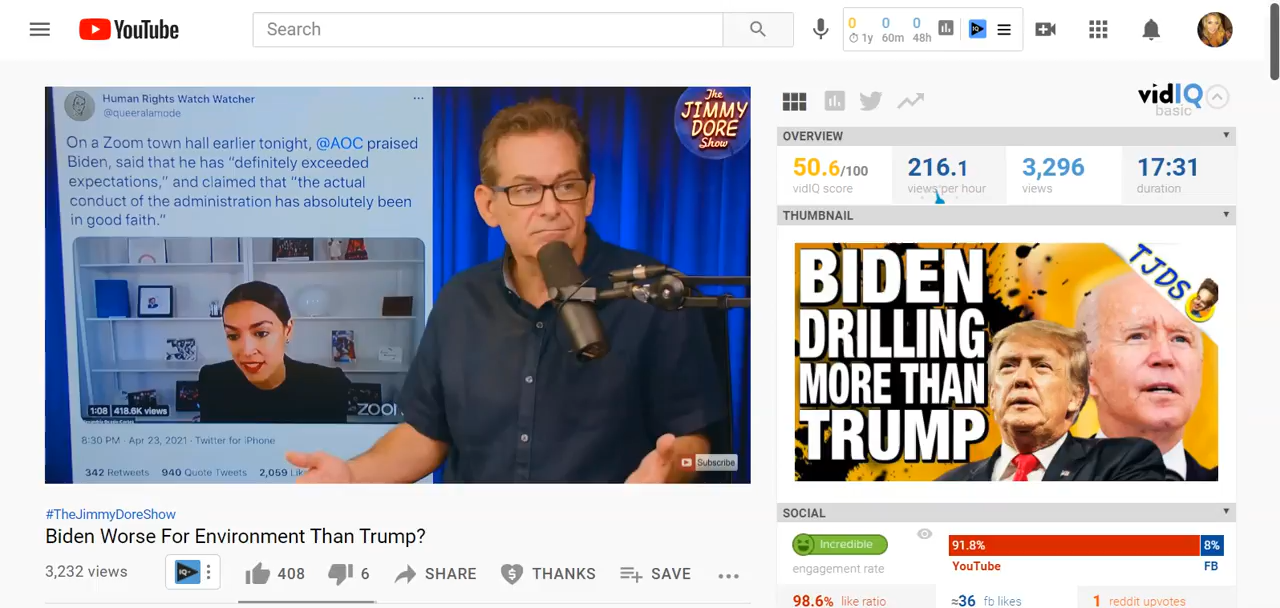 YouTube
Search
0 0 0
1y 60m 48h
Human Rights Watch Watcher
@queeralamode
On a Zoom town hall earlier tonight, @AOC praised
Biden, said that he has “definitely exceeded
expectations,” and claimed that “the actual
conduct of the administration has absolutely been
in good faith.”
1:08 418.6K views
ZOOM
8:30 PM · Apr 23, 2021 · Twitter for iPhone
342 Retweets 940 Quote Tweets 2,059 Lik
The
JIMMY
DORE
Show
Subscribe
#TheJimmyDoreShow
Biden Worse For Environment Than Trump?
3,232 views
IQ
408
6
SHARE
THANKS
SAVE
vidIQ
basic
OVERVIEW
50.6/100
vidIQ score
216.1
views per hour
3,296
views
17:31
duration
THUMBNAIL
BIDEN
DRILLING
MORE THAN
TRUMP
TJDS
SOCIAL
Incredible
engagement rate
91.8% 8%
YouTube FB
98.6% like ratio
≈36 fb likes
1 reddit upvotes